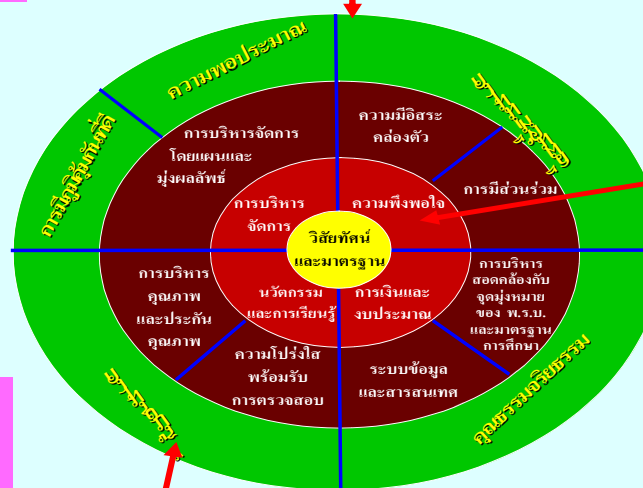 ความพอประมาณ
การมีภูมิคุ้มกันที่ดี
การบริหารจัดการ
โดยแผนและ
มุ่งผลลัพธ์
ความมีอิสระ
คล่องตัว
การมีส่วนร่วม
การบริหาร
จัดการ
ความพึงพอใจ
วิสัยทัศน์
และมาตรฐาน
นวัตกรรม
และการเรียนรู้
การเงินและ
งบประมาณ
การบริหาร
คุณภาพ
และประกัน
คุณภาพ
การบริหาร
สอดคล้องกับ
จุดมุ่งหมาย
ของ พ.ร.บ.
และมาตรฐาน
การศึกษา
ความโปร่งใส
พร้อมรับ
การตรวจสอบ
ระบบข้อมูล
และสารสนเทศ
คุณธรรมจริยธรรม